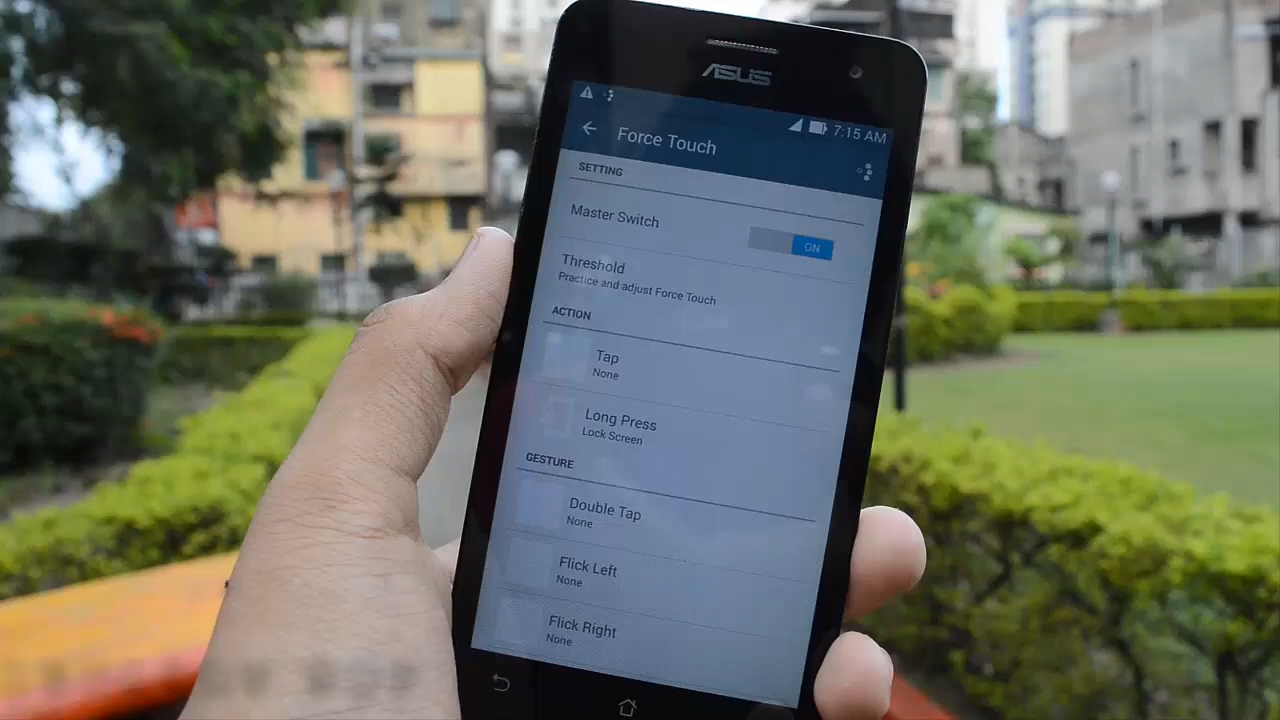 ASUS
7:15 AM
Force Touch
SETTING
Master Switch
ON
Threshold
Practice and adjust Force Touch
ACTION
Tap
None
Long Press
Lock Screen
GESTURE
Double Tap
None
Flick Left
None
Flick Right
None